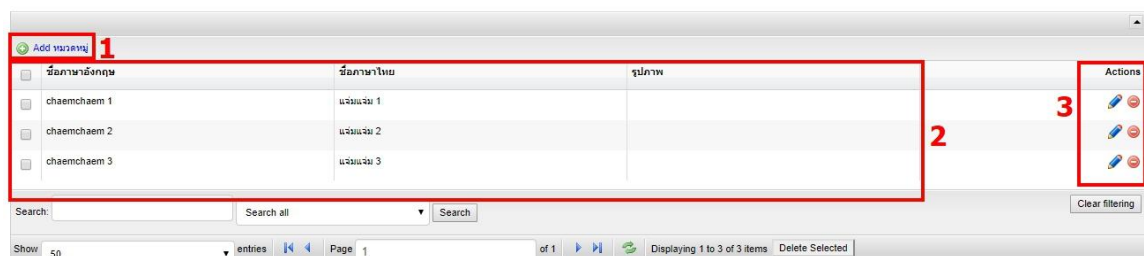 Add หมวดหมู่ 1
ชื่อภาษาอังกฤษ ชื่อภาษาไทย รูปภาพ Actions
chaemchaem 1 แจ่มแจ่ม 1
3
chaemchaem 2 แจ่มแจ่ม 2
2
chaemchaem 3 แจ่มแจ่ม 3
Search: Search all Search Clear filtering
Show 50 entries Page 1 of 1 Displaying 1 to 3 of 3 items Delete Selected